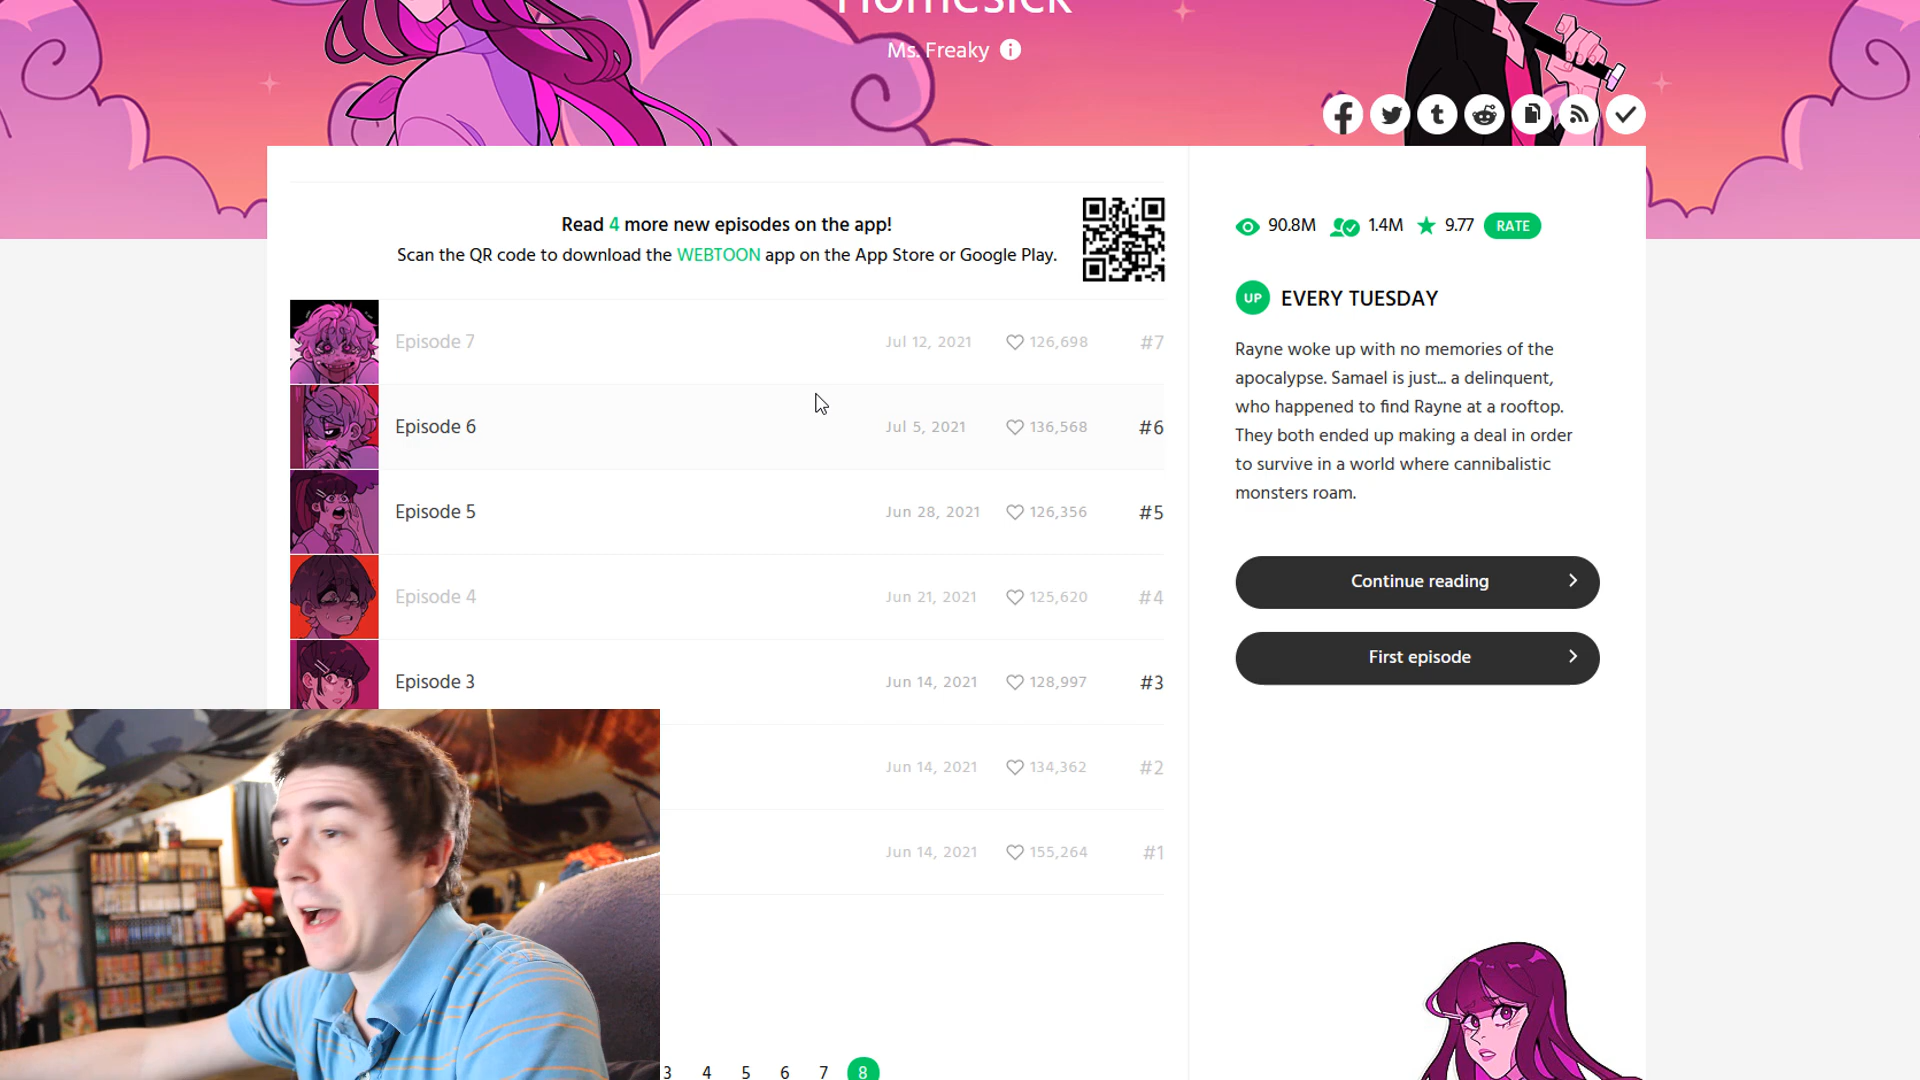 Homesick
Ms. Freaky
Read 4 more new episodes on the app!
Scan the QR code to download the WEBTOON app on the App Store or Google Play.
Episode 7 Jul 12, 2021 126,698 #7
Episode 6 Jul 5, 2021 136,568 #6
Episode 5 Jun 28, 2021 126,356 #5
Episode 4 Jun 21, 2021 125,620 #4
Episode 3 Jun 14, 2021 128,997 #3
Jun 14, 2021 134,362 #2
Jun 14, 2021 155,264 #1
3 4 5 6 7 8
90.8M 1.4M 9.77 RATE
UP EVERY TUESDAY
Rayne woke up with no memories of the
apocalypse. Samael is just... a delinquent,
who happened to find Rayne at a rooftop.
They both ended up making a deal in order
to survive in a world where cannibalistic
monsters roam.
Continue reading
First episode